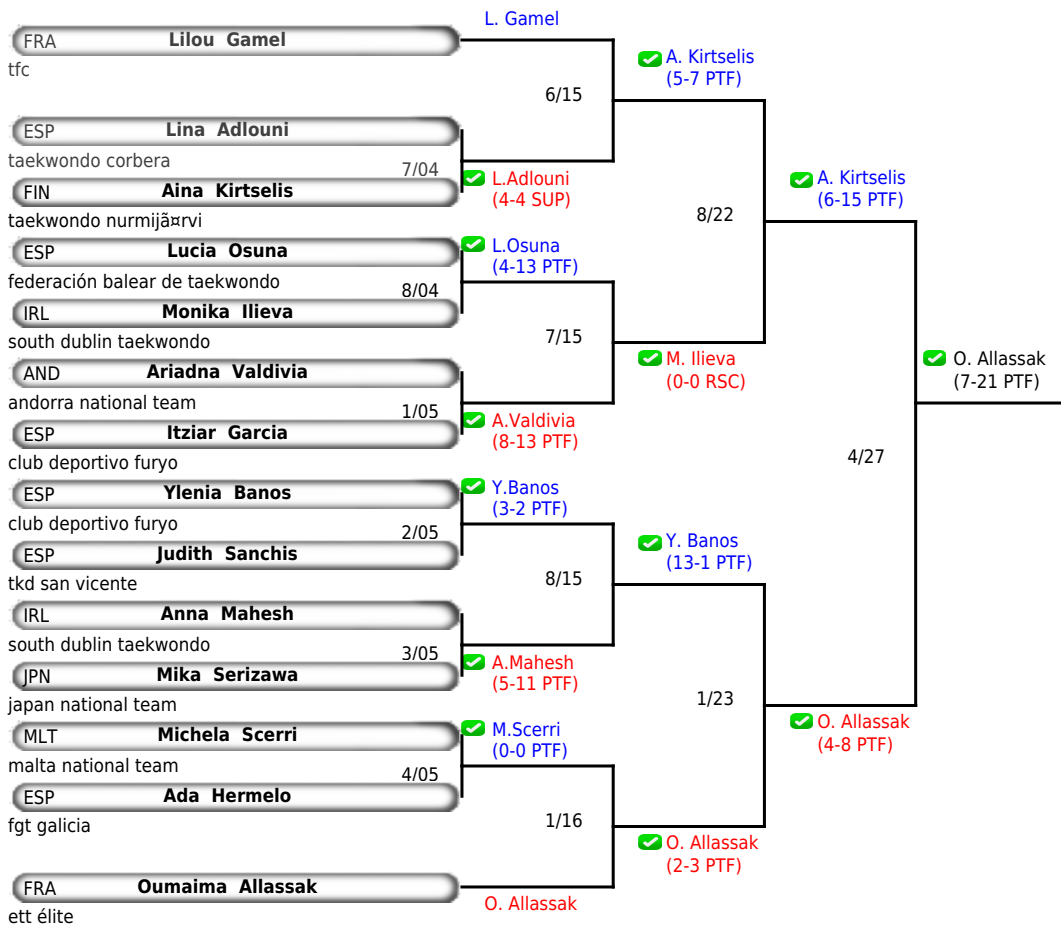 L. Gamel
FRA Lilou Gamel
tfc
A. Kirtselis
(5-7 PTF)
6/15
ESP Lina Adlouni
taekwondo corbera
7/04
L.Adlouni
(4-4 SUP)
FIN Aina Kirtselis
taekwondo nurmijã¤rvi
A. Kirtselis
(6-15 PTF)
8/22
ESP Lucia Osuna
federación balear de taekwondo
L.Osuna
(4-13 PTF)
8/04
IRL Monika Ilieva
south dublin taekwondo
7/15
M. Ilieva
(0-0 RSC)
AND Ariadna Valdivia
andorra national team
1/05
A.Valdivia
(8-13 PTF)
ESP Itziar Garcia
club deportivo furyo
O. Allassak
(7-21 PTF)
4/27
ESP Ylenia Banos
club deportivo furyo
Y.Banos
(3-2 PTF)
2/05
ESP Judith Sanchis
tkd san vicente
8/15
Y. Banos
(13-1 PTF)
IRL Anna Mahesh
south dublin taekwondo
3/05
A.Mahesh
(5-11 PTF)
JPN Mika Serizawa
japan national team
1/23
O. Allassak
(4-8 PTF)
MLT Michela Scerri
malta national team
M.Scerri
(0-0 PTF)
4/05
ESP Ada Hermelo
fgt galicia
1/16
O. Allassak
(2-3 PTF)
FRA Oumaima Allassak
ett élite
O. Allassak